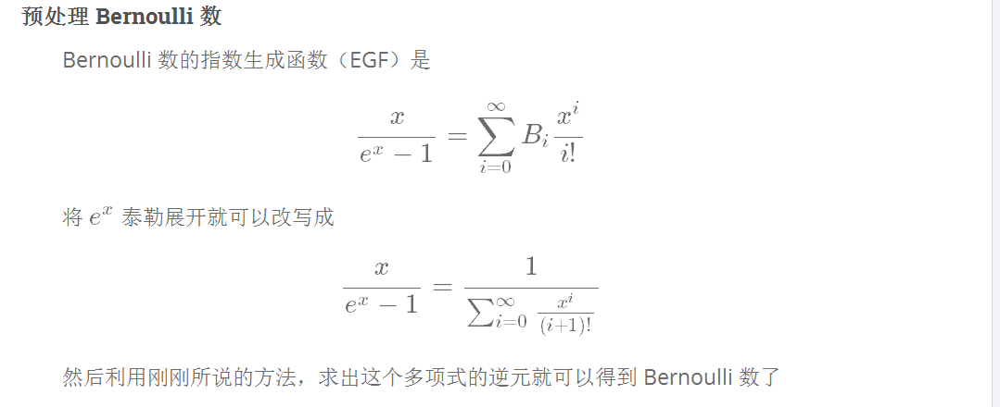 预处理 Bernoulli 数
Bernoulli 数的指数生成函数（EGF）是
\frac{x}{e^x - 1} = \sum_{i=0}^{\infty} B_i \frac{x^i}{i!}
将 e^x 泰勒展开就可以改写成
\frac{x}{e^x - 1} = \frac{1}{\sum_{i=0}^{\infty} \frac{x^i}{(i+1)!}}
然后利用刚刚所说的方法，求出这个多项式的逆元就可以得到 Bernoulli 数了